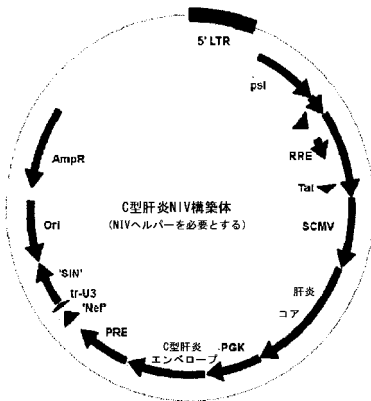 5' LTR
psi
RRE
Tat
SCMV
肝炎
コア
PGK
C型肝炎
エンベロープ
PRE
'Nef'
tr-U3
'SIN'
Ori
AmpR
C型肝炎NIV構築体
(NIVヘルパーを必要とする)